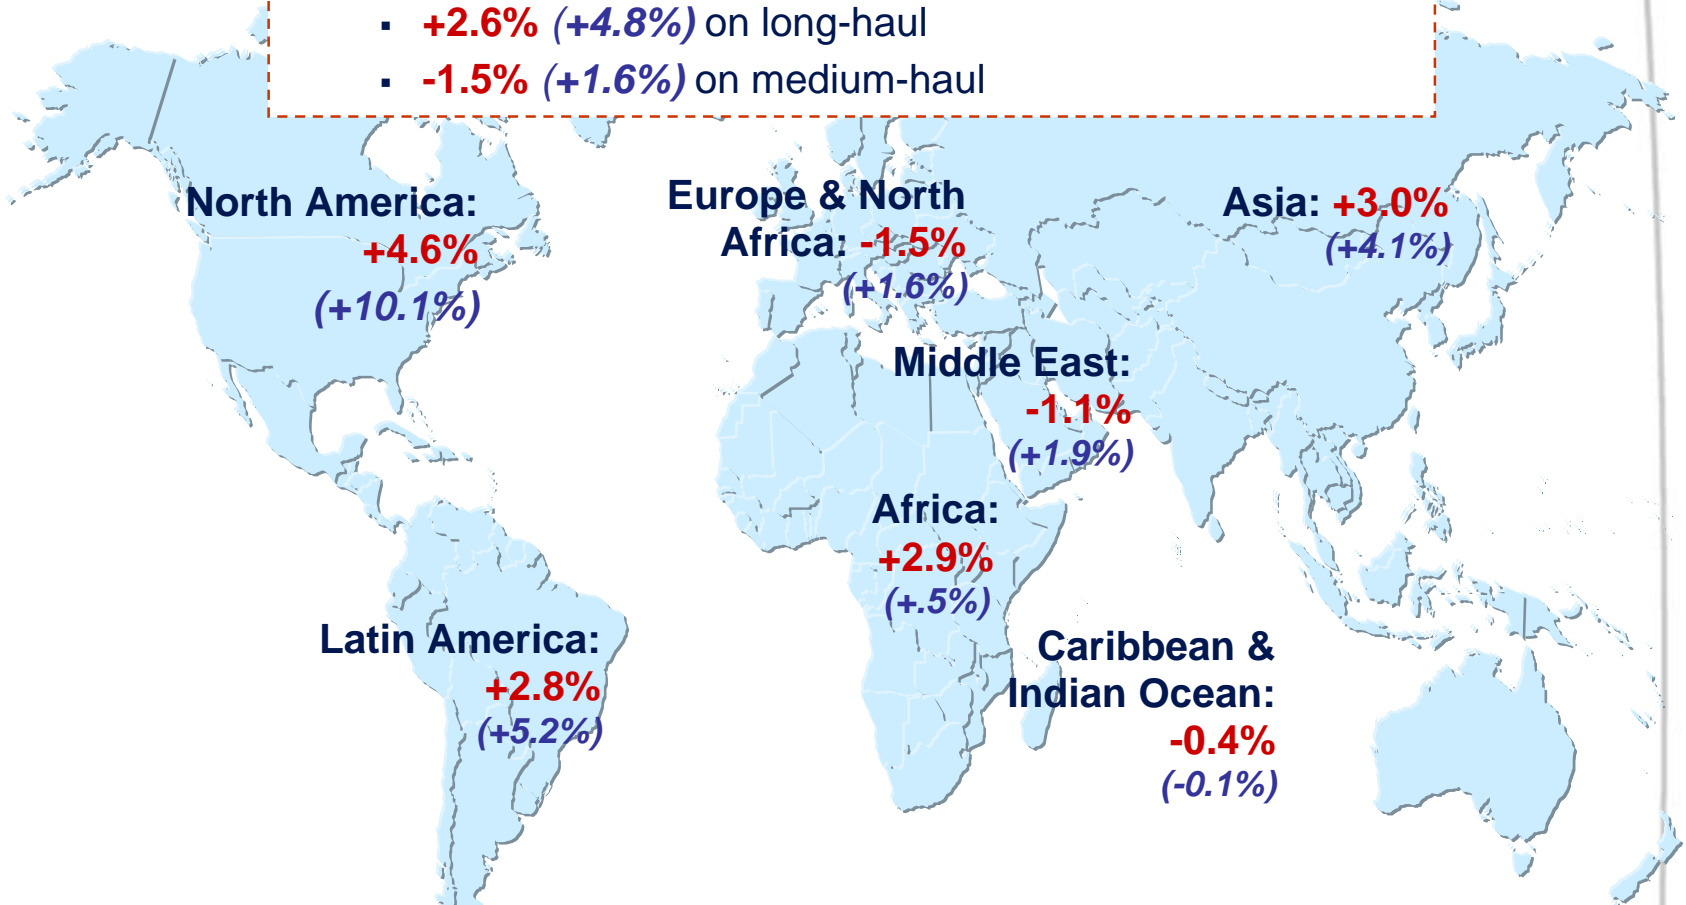 ▪ +2.6% (+4.8%) on long-haul
▪ -1.5% (+1.6%) on medium-haul
North America:
+4.6%
(+10.1%)
Europe & North
Africa: -1.5%
(+1.6%)
Asia: +3.0%
(+4.1%)
Middle East:
-1.1%
(+1.9%)
Africa:
+2.9%
(+.5%)
Latin America:
+2.8%
(+5.2%)
Caribbean &
Indian Ocean:
-0.4%
(-0.1%)